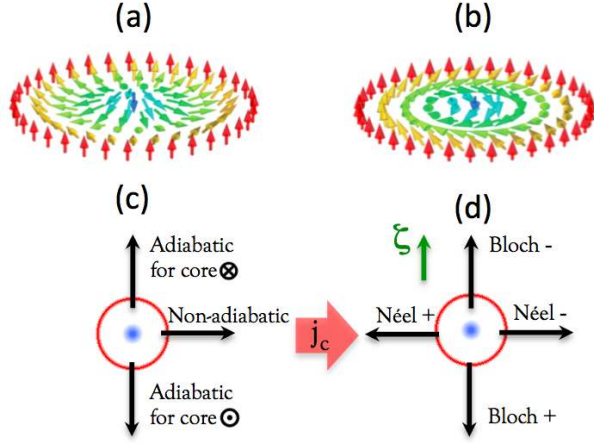 (a)
(b)
(c)
(d)
Adiabatic
for core⊗
Non-adiabatic
Adiabatic
for core⊙
j_c
ζ
Bloch -
Néel +
Néel -
Bloch +